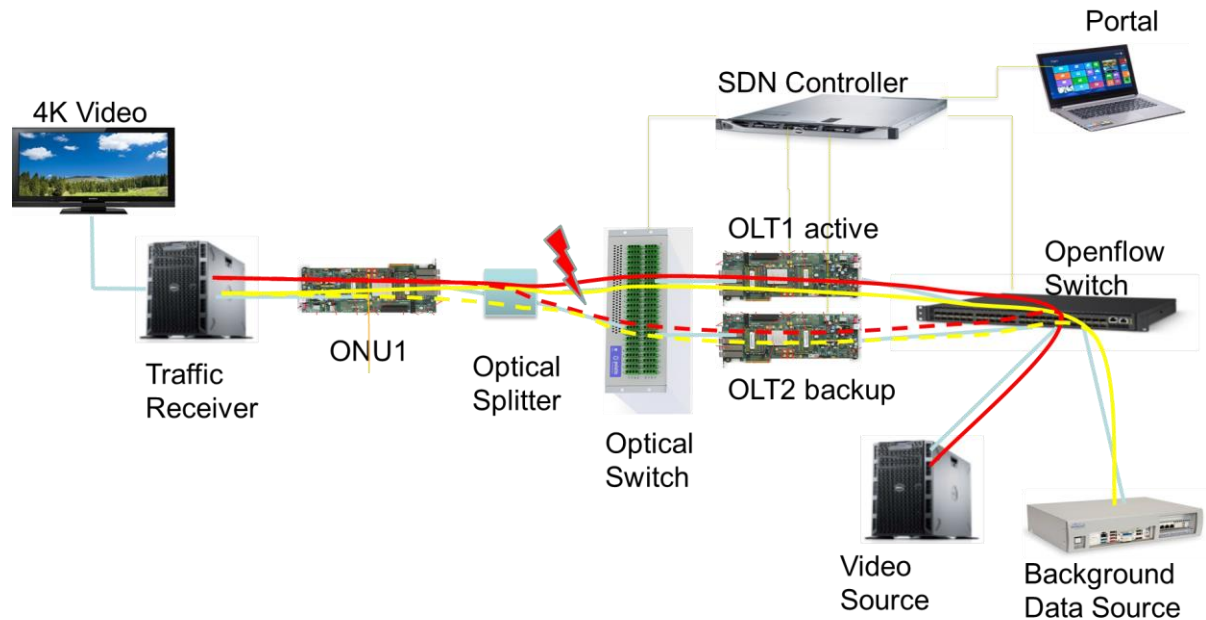 Portal
SDN Controller
4K Video
OLT1 active
Openflow
Switch
ONU1
Optical
Splitter
OLT2 backup
Traffic
Receiver
Optical
Switch
Video
Source
Background
Data Source